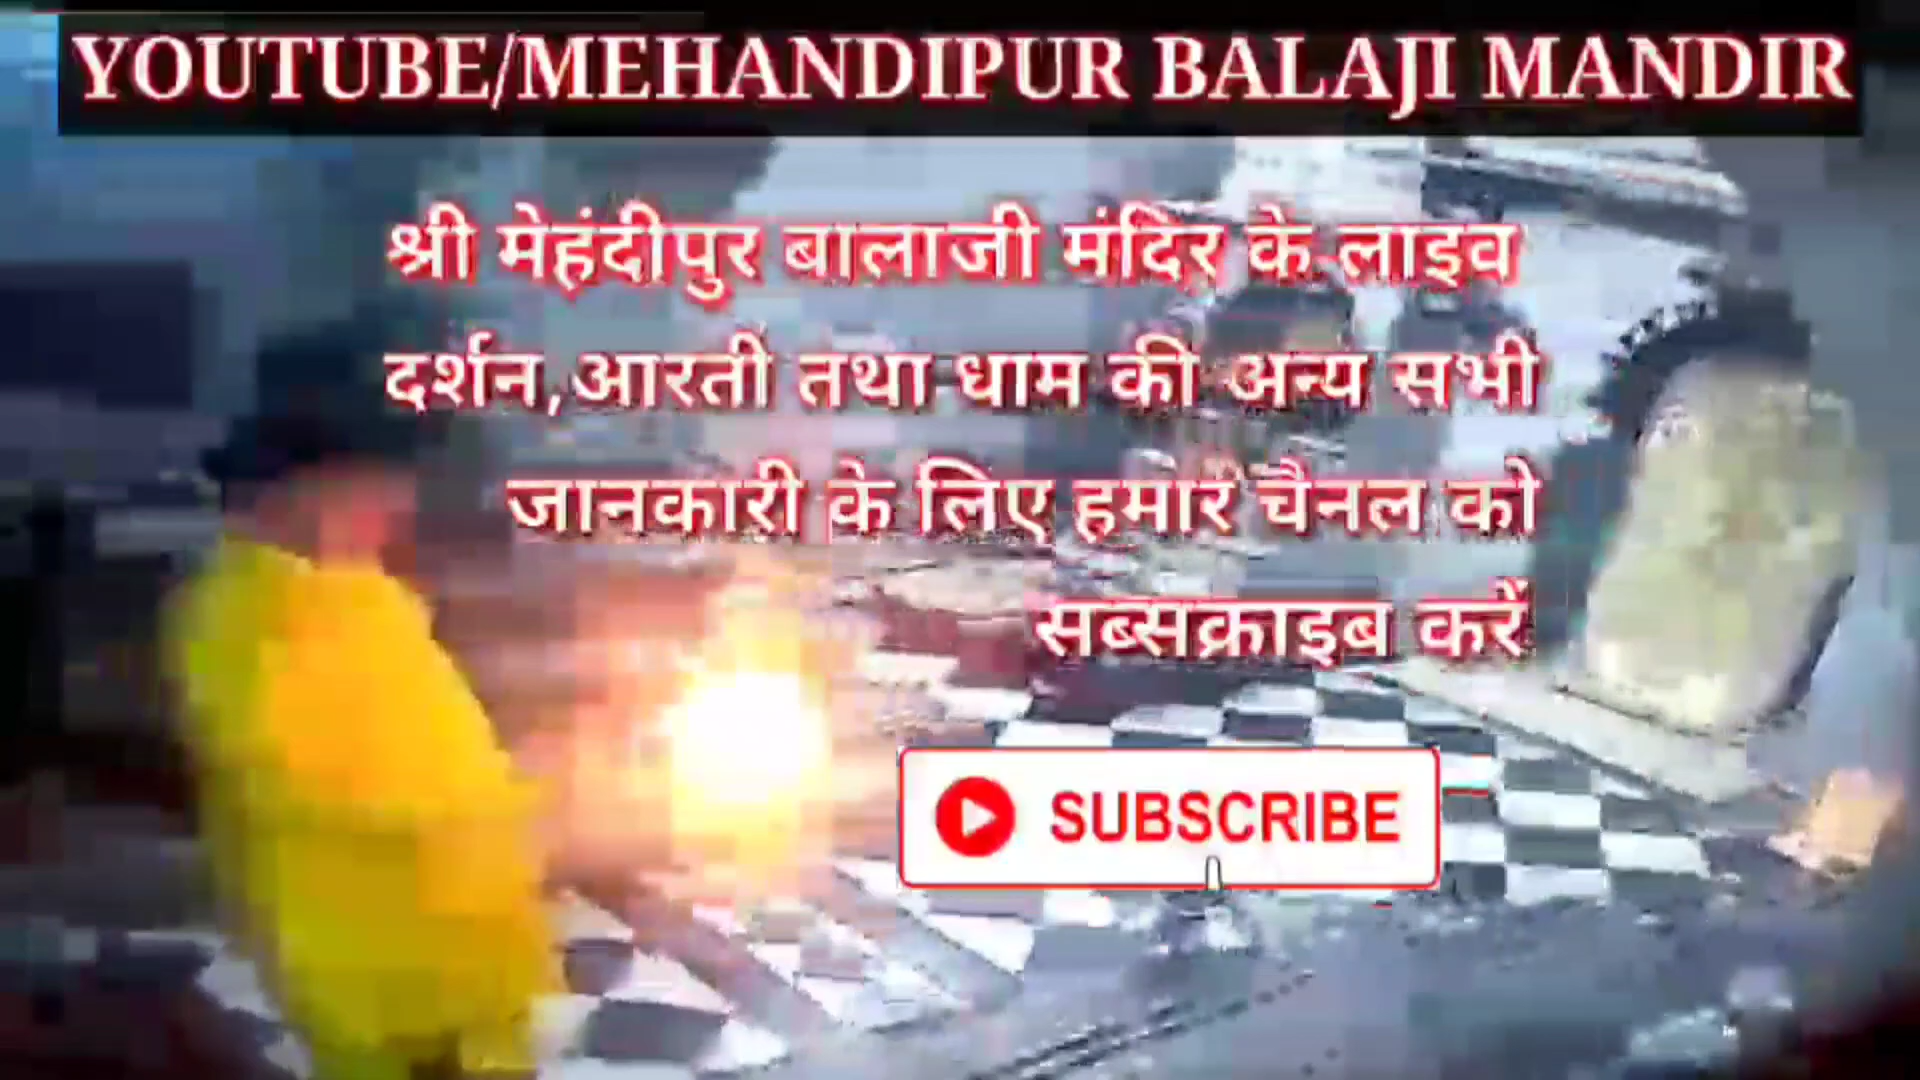 YOUTUBE/MEHANDIPUR BALAJI MANDIR
श्री मेहंदीपुर बालाजी मंदिर के लाइव
दर्शन,आरती तथा धाम की अन्य सभी
जानकारी के लिए हमारे चैनल को
सब्सक्राइब करें
SUBSCRIBE